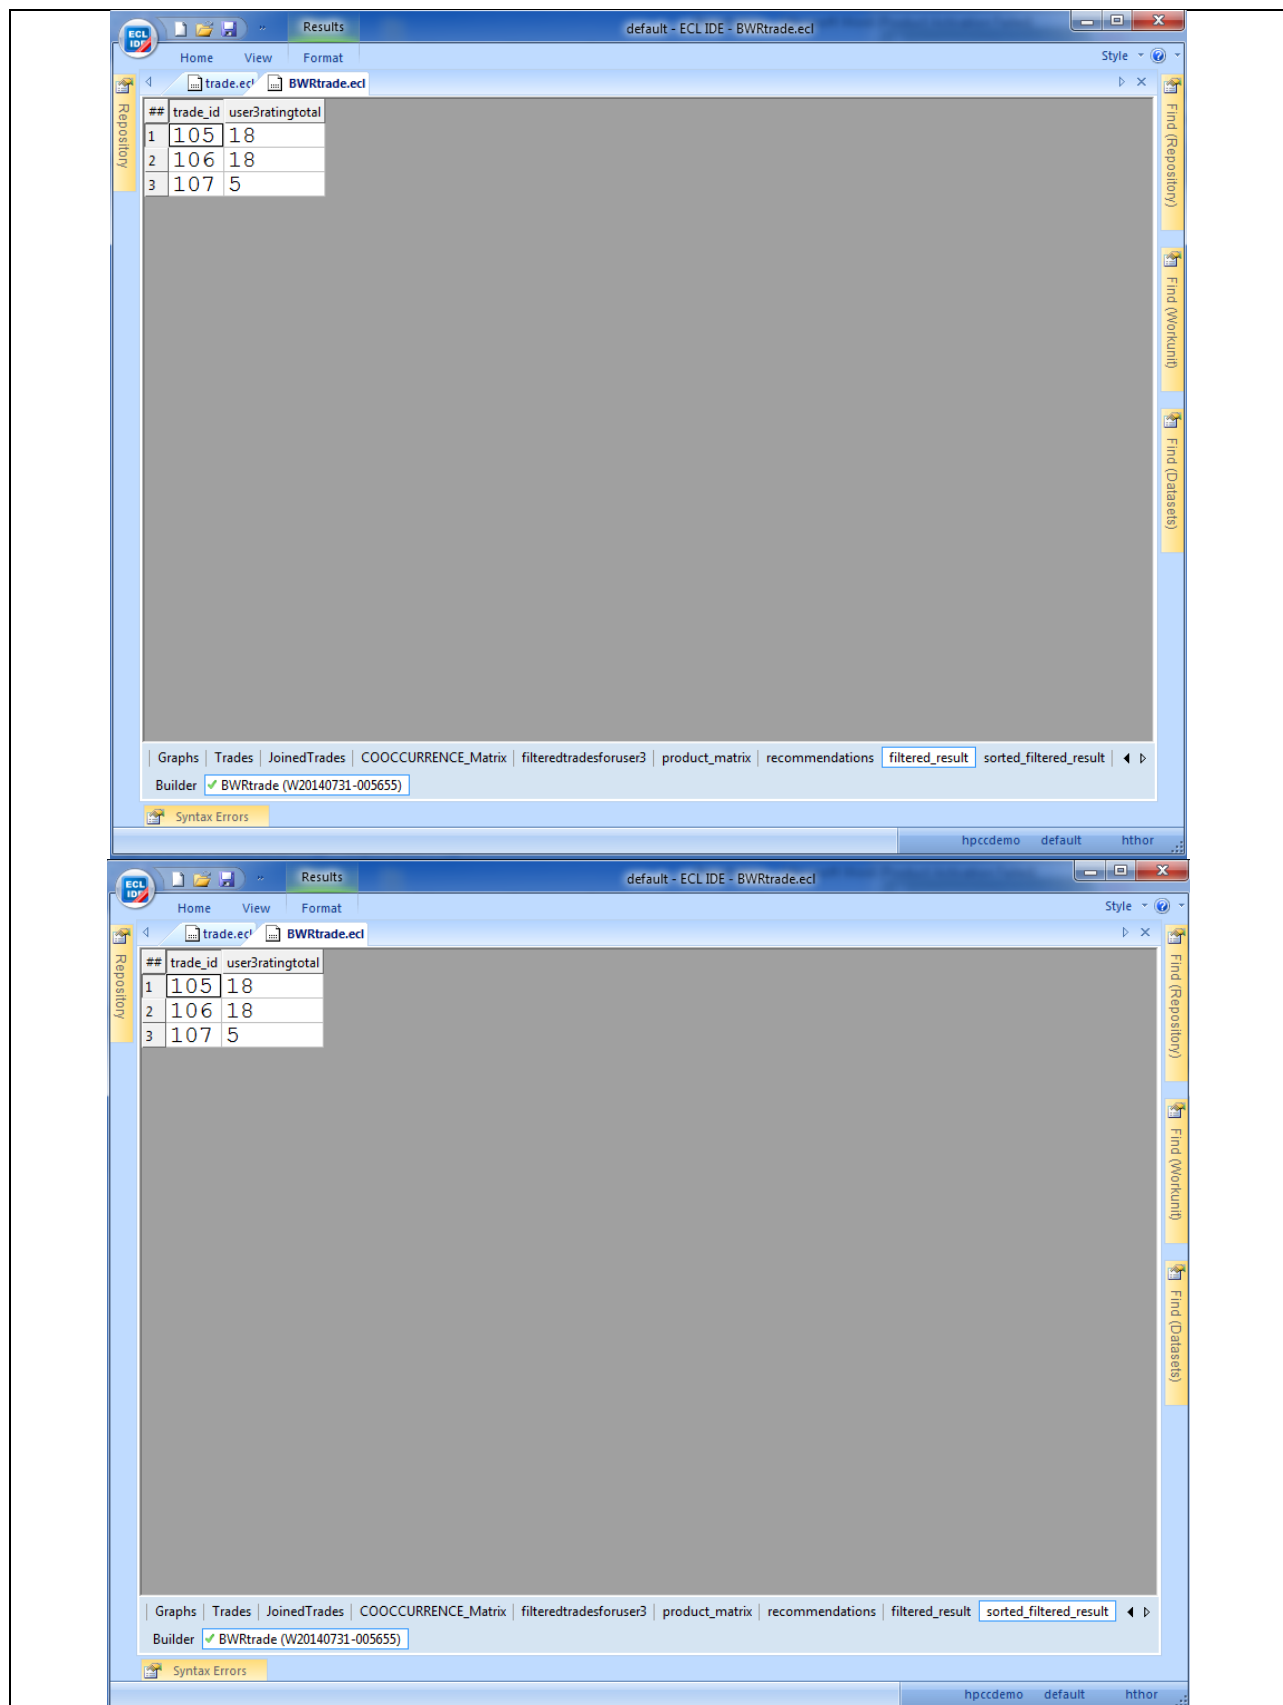 ECL IDE
Results
default - ECL IDE - BWRtrade.ecl
Home View Format
Style
trade.ecl BWRtrade.ecl
Repository
## trade_id user3ratingtotal
1 105 18
2 106 18
3 107 5
Find (Repository)
Find (Workunit)
Find (Datasets)
Graphs Trades JoinedTrades COOCCURRENCE_Matrix filteredtradesforuser3 product_matrix recommendations filtered_result sorted_filtered_result
Builder BWRtrade (W20140731-005655)
Syntax Errors
hpccdemo default hthor
ECL IDE
Results
default - ECL IDE - BWRtrade.ecl
Home View Format
Style
trade.ecl BWRtrade.ecl
Repository
## trade_id user3ratingtotal
1 105 18
2 106 18
3 107 5
Find (Repository)
Find (Workunit)
Find (Datasets)
Graphs Trades JoinedTrades COOCCURRENCE_Matrix filteredtradesforuser3 product_matrix recommendations filtered_result sorted_filtered_result
Builder BWRtrade (W20140731-005655)
Syntax Errors
hpccdemo default hthor